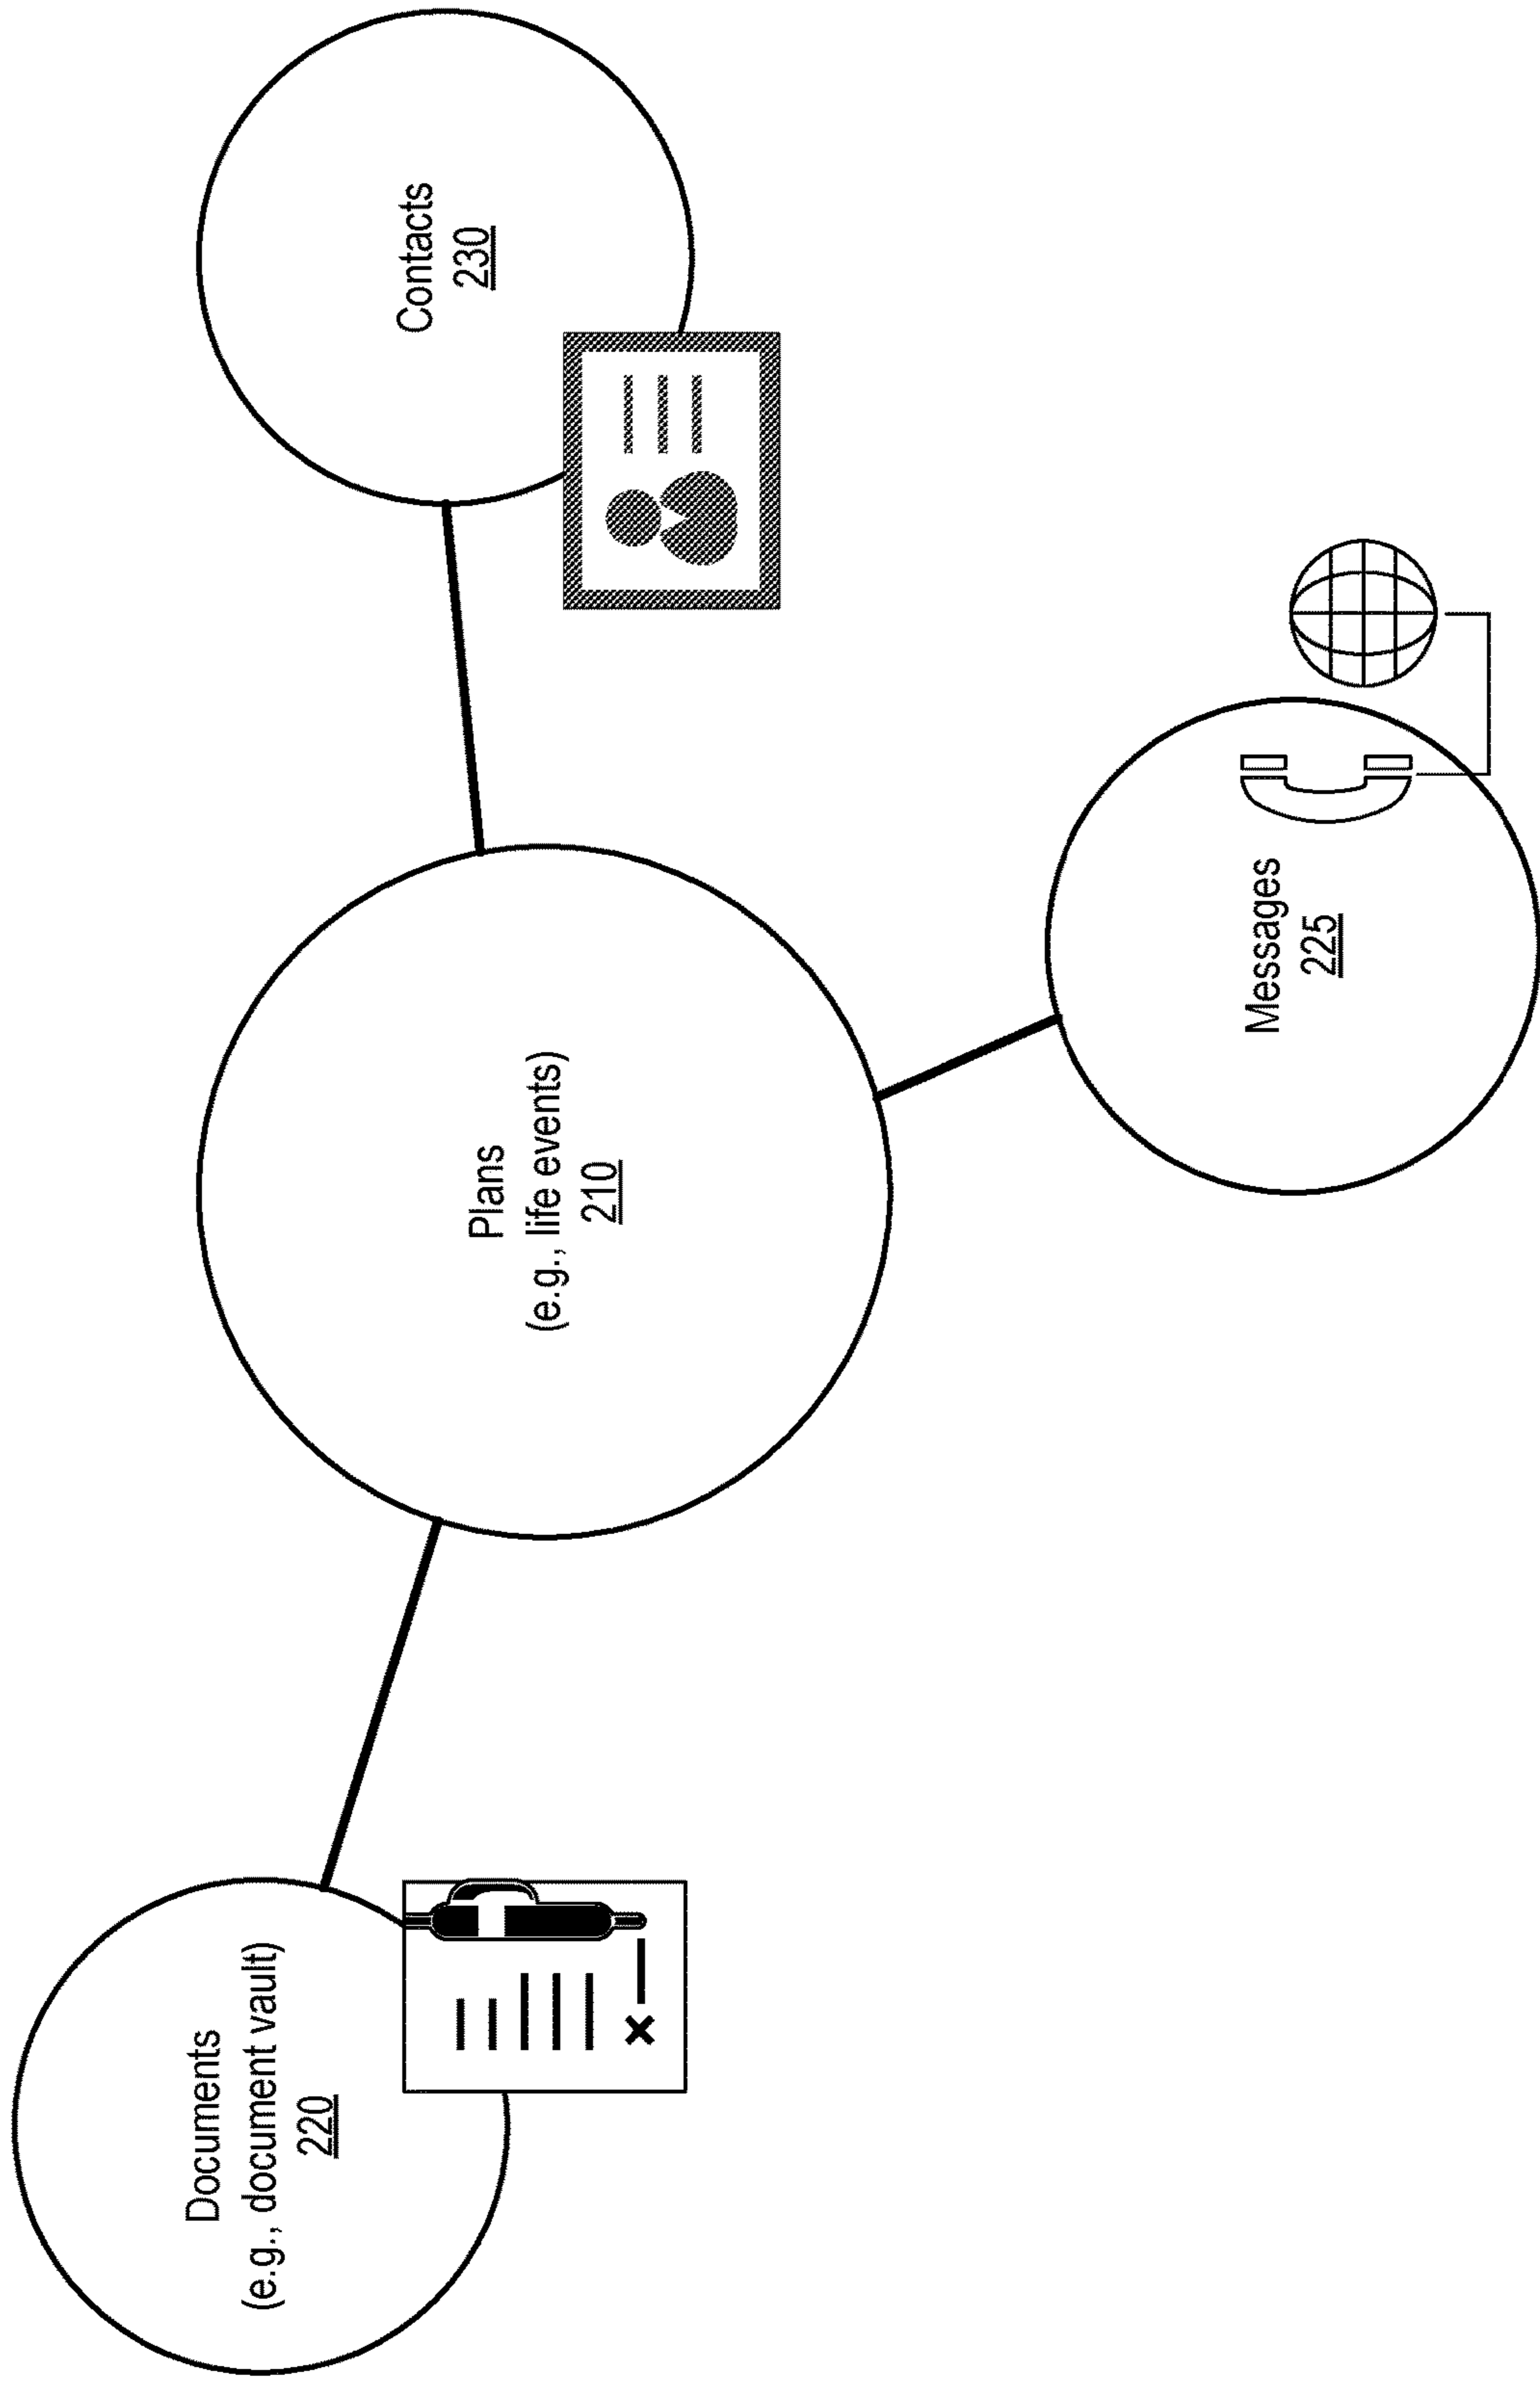 Documents
(e.g., document vault)
220
Plans
(e.g., life events)
210
Contacts
230
Messages
225